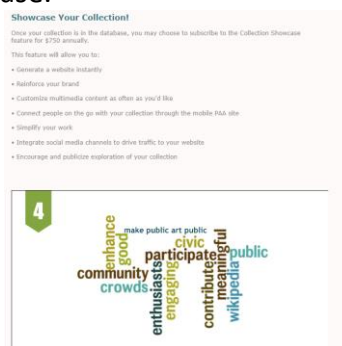 ase.
Showcase Your Collection!
Once your collection is in the database, you may choose to subscribe to the Collection Showcase
feature for $750 annually.
This feature will allow you to:
• Generate a website instantly
• Reinforce your brand
• Customize multimedia content as often as you'd like
• Connect people on the go with your collection through the mobile PAA site
• Simplify your work
• Integrate social media channels to drive traffic to your website
• Encourage and publicize exploration of your collection
4
enhance
good
make public art public
civic
participate
community
crowds
enthusiasts
engaging
contribute
meaningful
public
wikipedia